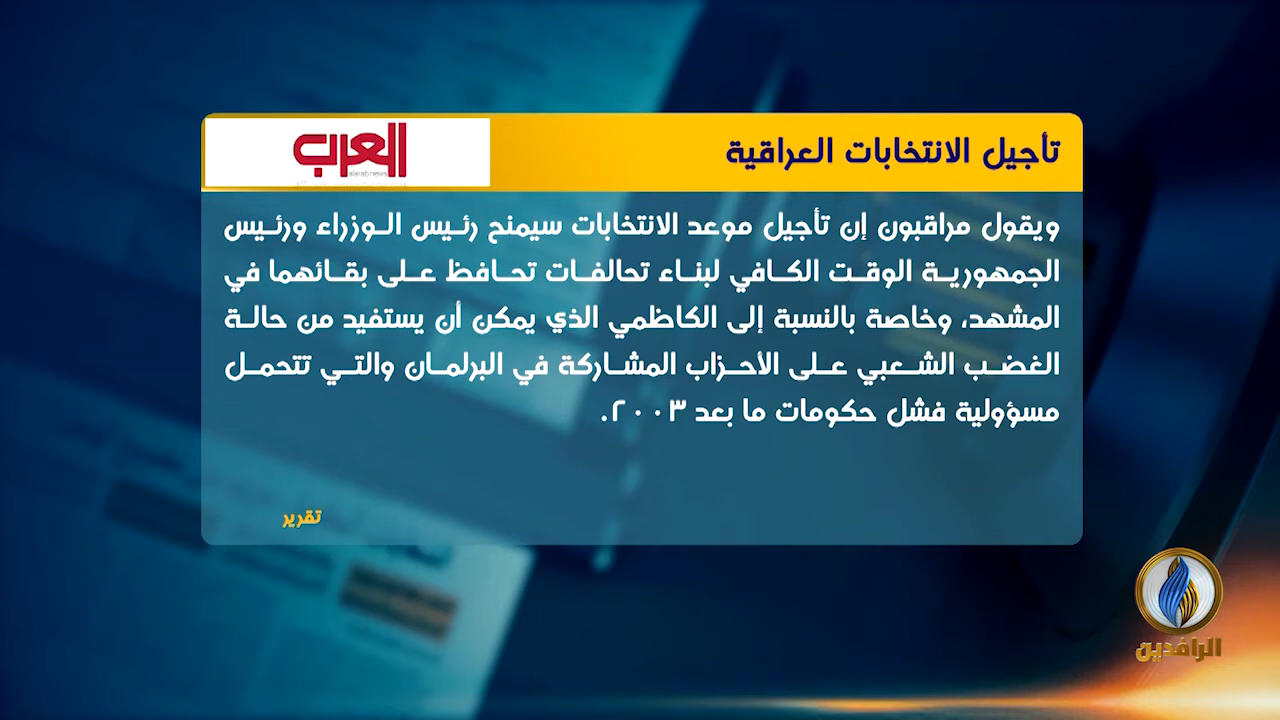 تأجيل الانتخابات العراقية
العرب
alarabnews
ويقول مراقبون إن تأجيل موعد الانتخابات سيمنح رئيس الوزراء ورئيس
الجمهورية الوقت الكافي لبناء تحالفات تحافظ على بقائهما في
المشهد، وخاصة بالنسبة إلى الكاظمي الذي يمكن أن يستفيد من حالة
الغضب الشعبي على الأحزاب المشاركة في البرلمان والتي تتحمل
مسؤولية فشل حكومات ما بعد ٢٠٠٣.
تقرير
الرافدين